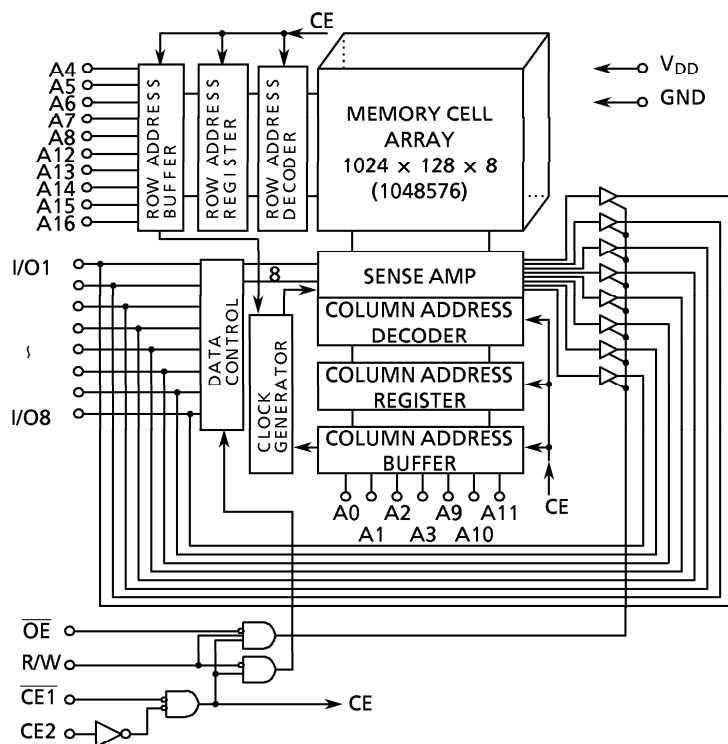 CE
A4
A5
A6
A7
A8
A12
A13
A14
A15
A16
ROW ADDRESS
BUFFER
ROW ADDRESS
REGISTER
ROW ADDRESS
DECODER
MEMORY CELL
ARRAY
1024 × 128 × 8
(1048576)
VDD
GND
I/O1
~
I/O8
DATA
CONTROL
8
CLOCK
GENERATOR
SENSE AMP
COLUMN ADDRESS
DECODER
COLUMN ADDRESS
REGISTER
COLUMN ADDRESS
BUFFER
A0 A2 A9 A11
A1 A3 A10
CE
OE
R/W
CE1
CE2
CE